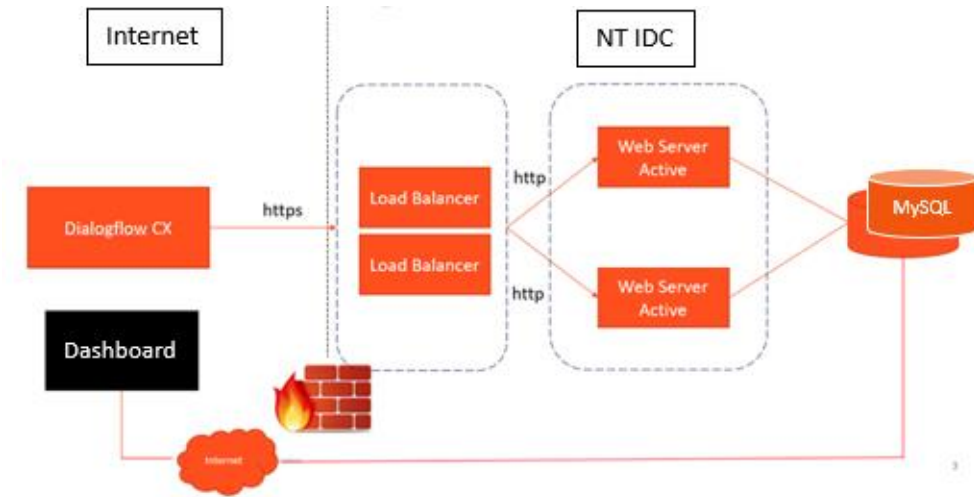 Internet
NT IDC
Dialogflow CX
https
Load Balancer
Load Balancer
http
http
Web Server
Active
Web Server
Active
MySQL
Dashboard
Internet
3